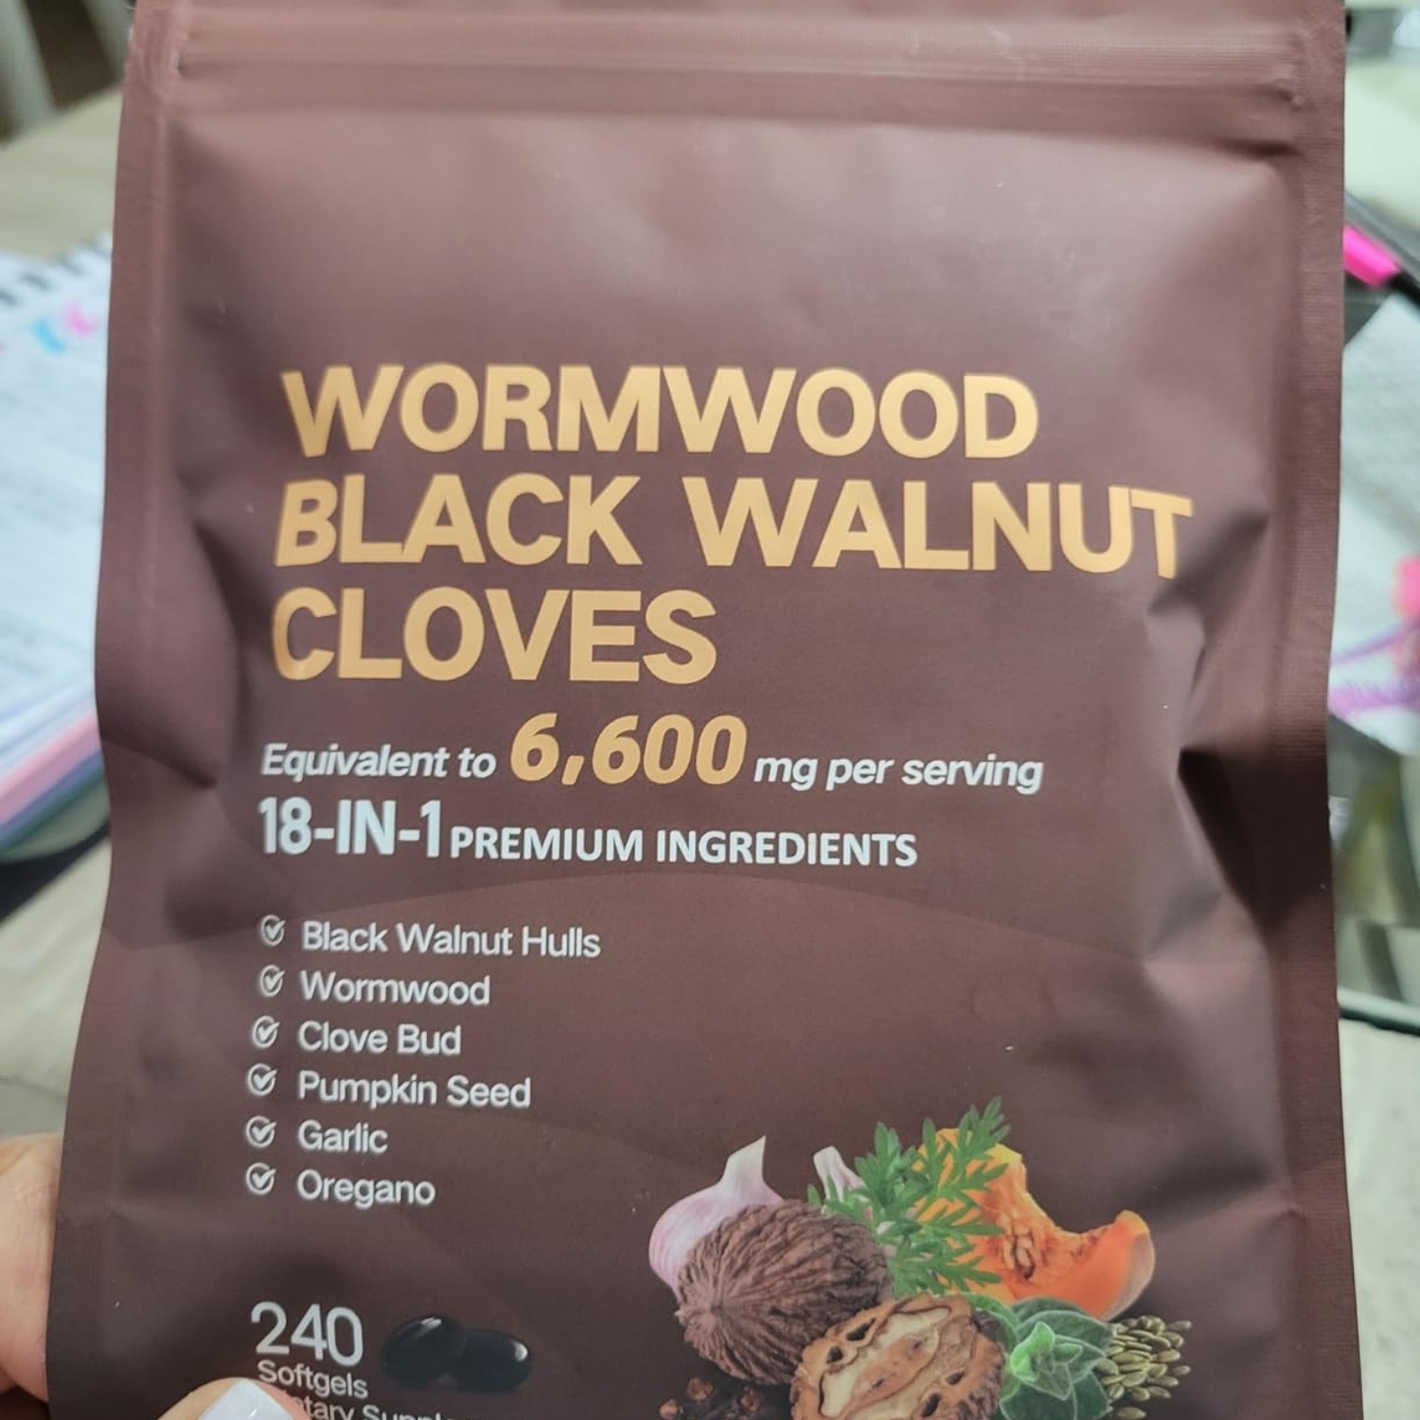 WORMWOOD
BLACK WALNUT
CLOVES
Equivalent to 6,600 mg per serving
18-IN-1 PREMIUM INGREDIENTS
Black Walnut Hulls
Wormwood
Clove Bud
Pumpkin Seed
Garlic
Oregano
240
Softgels